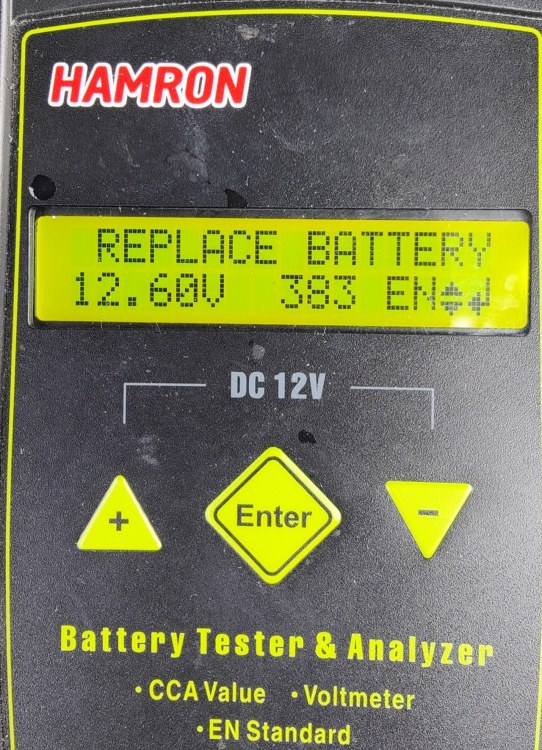 HAMRON
REPLACE BATTERY
12.60V 383 EN
DC 12V
+ Enter -
Battery Tester & Analyzer
• CCA Value • Voltmeter
• EN Standard